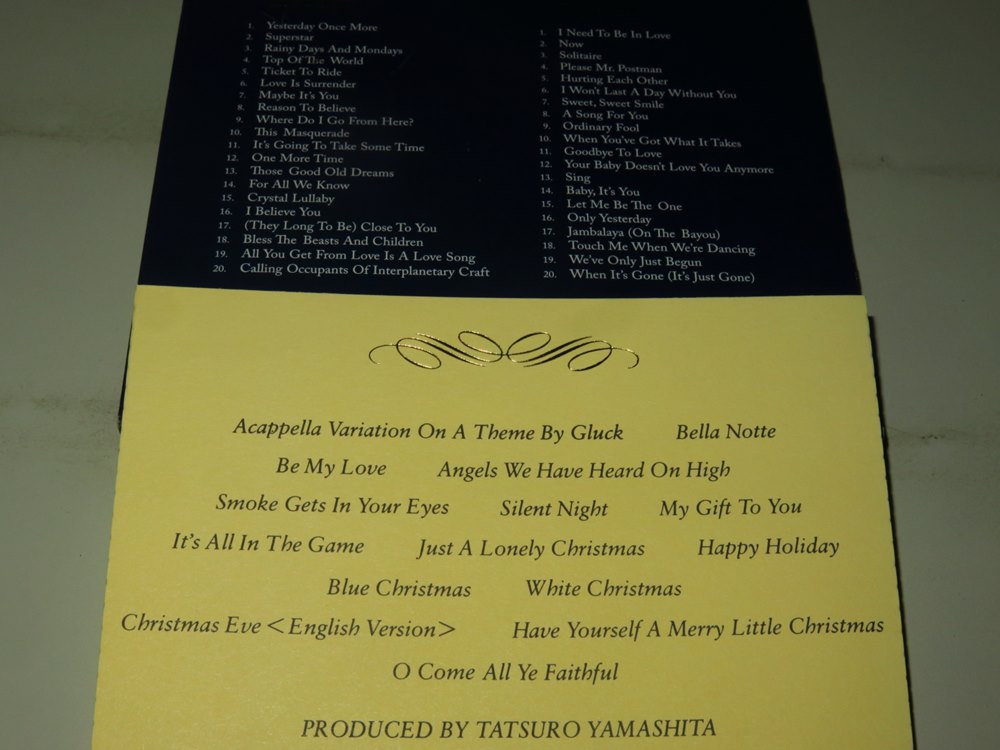 1. Yesterday Once More
2. Superstar
3. Rainy Days And Mondays
4. Top Of The World
5. Ticket To Ride
6. Love Is Surrender
7. Maybe It's You
8. Reason To Believe
9. Where Do I Go From Here?
10. This Masquerade
11. It's Going To Take Some Time
12. One More Time
13. Those Good Old Dreams
14. For All We Know
15. Crystal Lullaby
16. I Believe You
17. (They Long To Be) Close To You
18. Bless The Beasts And Children
19. All You Get From Love Is A Love Song
20. Calling Occupants Of Interplanetary Craft
1. I Need To Be In Love
2. Now
3. Solitaire
4. Please Mr. Postman
5. Hurting Each Other
6. I Won't Last A Day Without You
7. Sweet, Sweet Smile
8. A Song For You
9. Ordinary Fool
10. When You've Got What It Takes
11. Goodbye To Love
12. Your Baby Doesn't Love You Anymore
13. Sing
14. Baby, It's You
15. Let Me Be The One
16. Only Yesterday
17. Jambalaya (On The Bayou)
18. Touch Me When We're Dancing
19. We've Only Just Begun
20. When It's Gone (It's Just Gone)
Acappella Variation On A Theme By Gluck Bella Notte
Be My Love Angels We Have Heard On High
Smoke Gets In Your Eyes Silent Night My Gift To You
It's All In The Game Just A Lonely Christmas Happy Holiday
Blue Christmas White Christmas
Christmas Eve <English Version> Have Yourself A Merry Little Christmas
O Come All Ye Faithful
PRODUCED BY TATSURO YAMASHITA